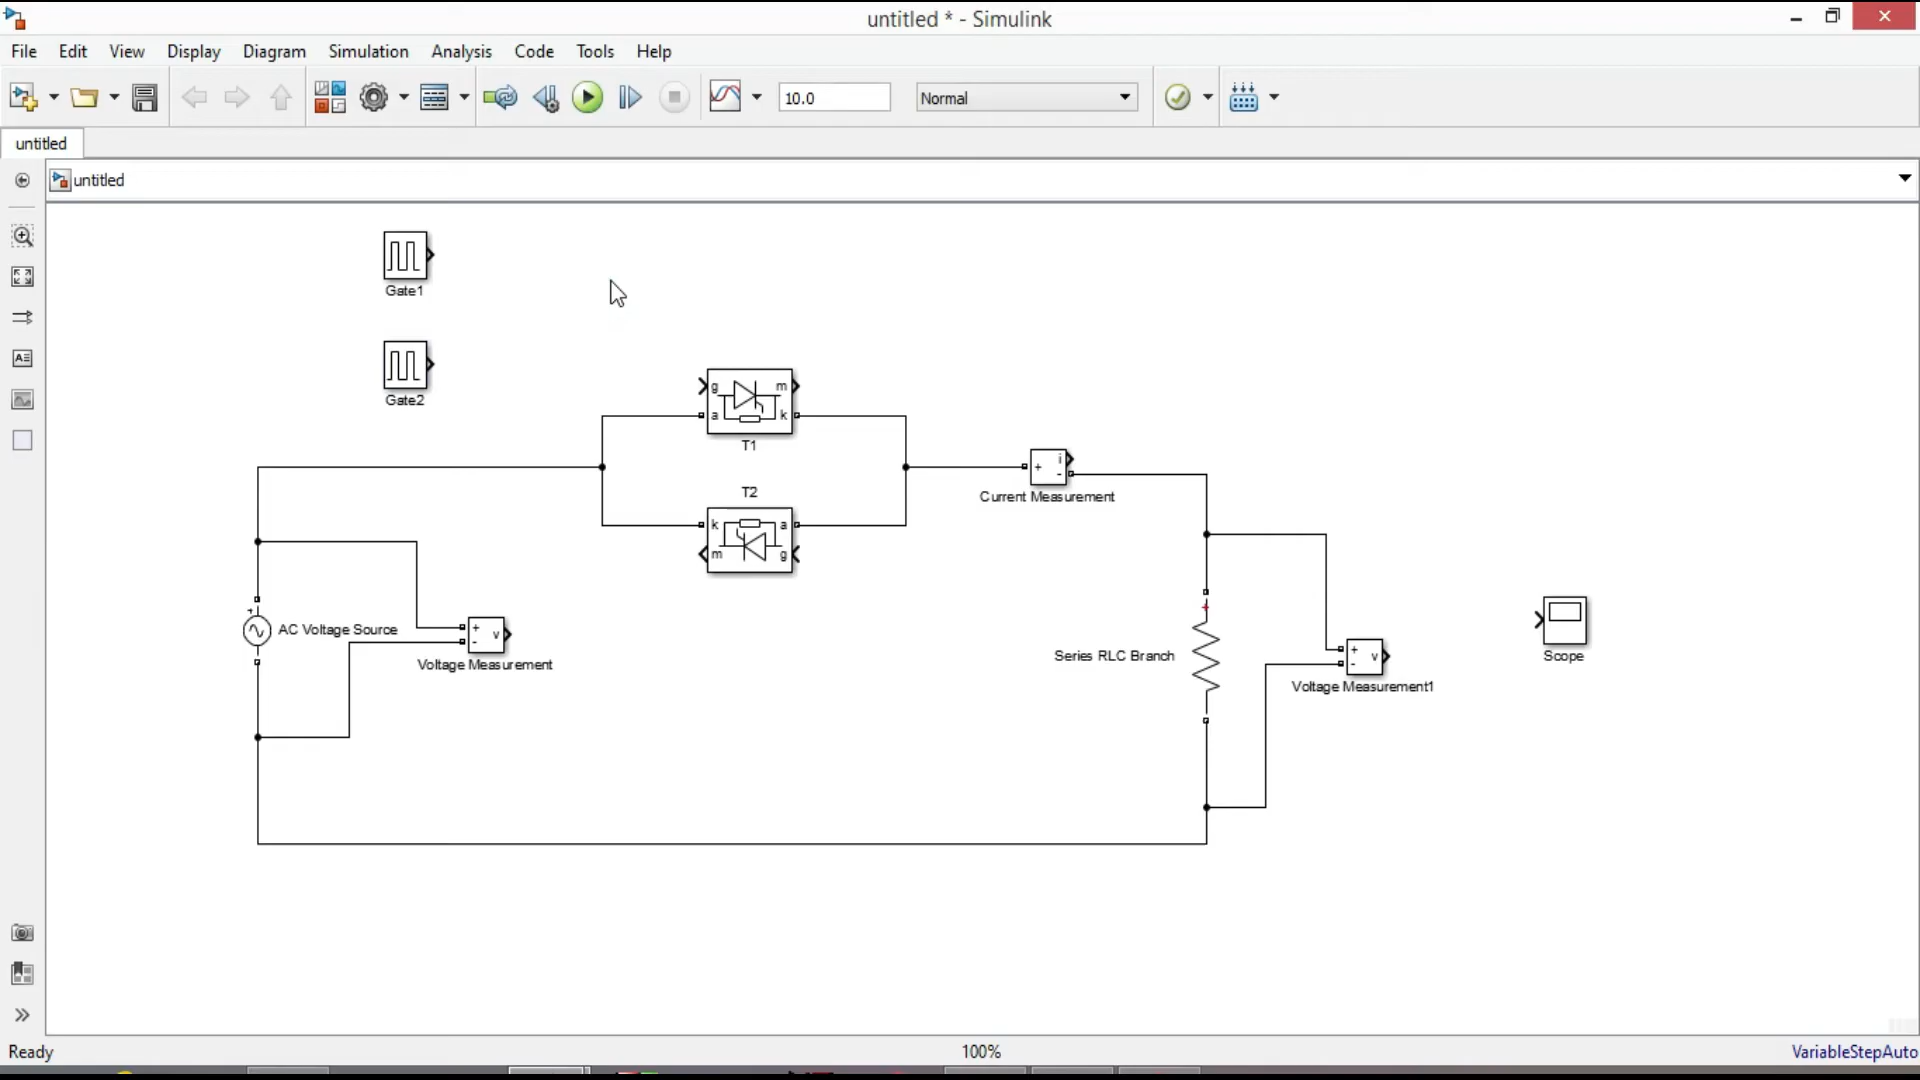 untitled * - Simulink
File Edit View Display Diagram Simulation Analysis Code Tools Help
10.0 Normal
untitled
untitled
Gate1
Gate2
g m
a k
T1
T2
k a
m g
+ i
-
Current Measurement
+
AC Voltage Source
+ v
-
Voltage Measurement
+
Series RLC Branch
+ v
-
Voltage Measurement1
Scope
Ready 100% VariableStepAuto